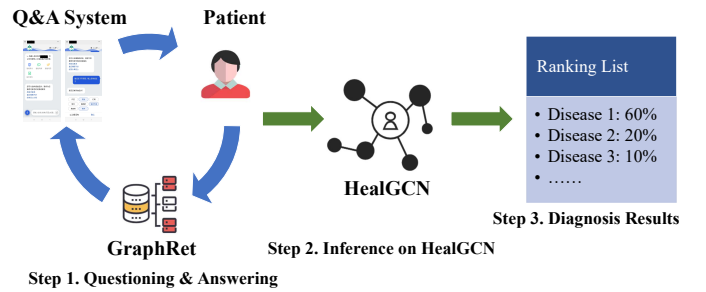 Q&A System
Patient
GraphRet
Step 1. Questioning & Answering
HealGCN
Step 2. Inference on HealGCN
Ranking List
• Disease 1: 60%
• Disease 2: 20%
• Disease 3: 10%
• ……
Step 3. Diagnosis Results